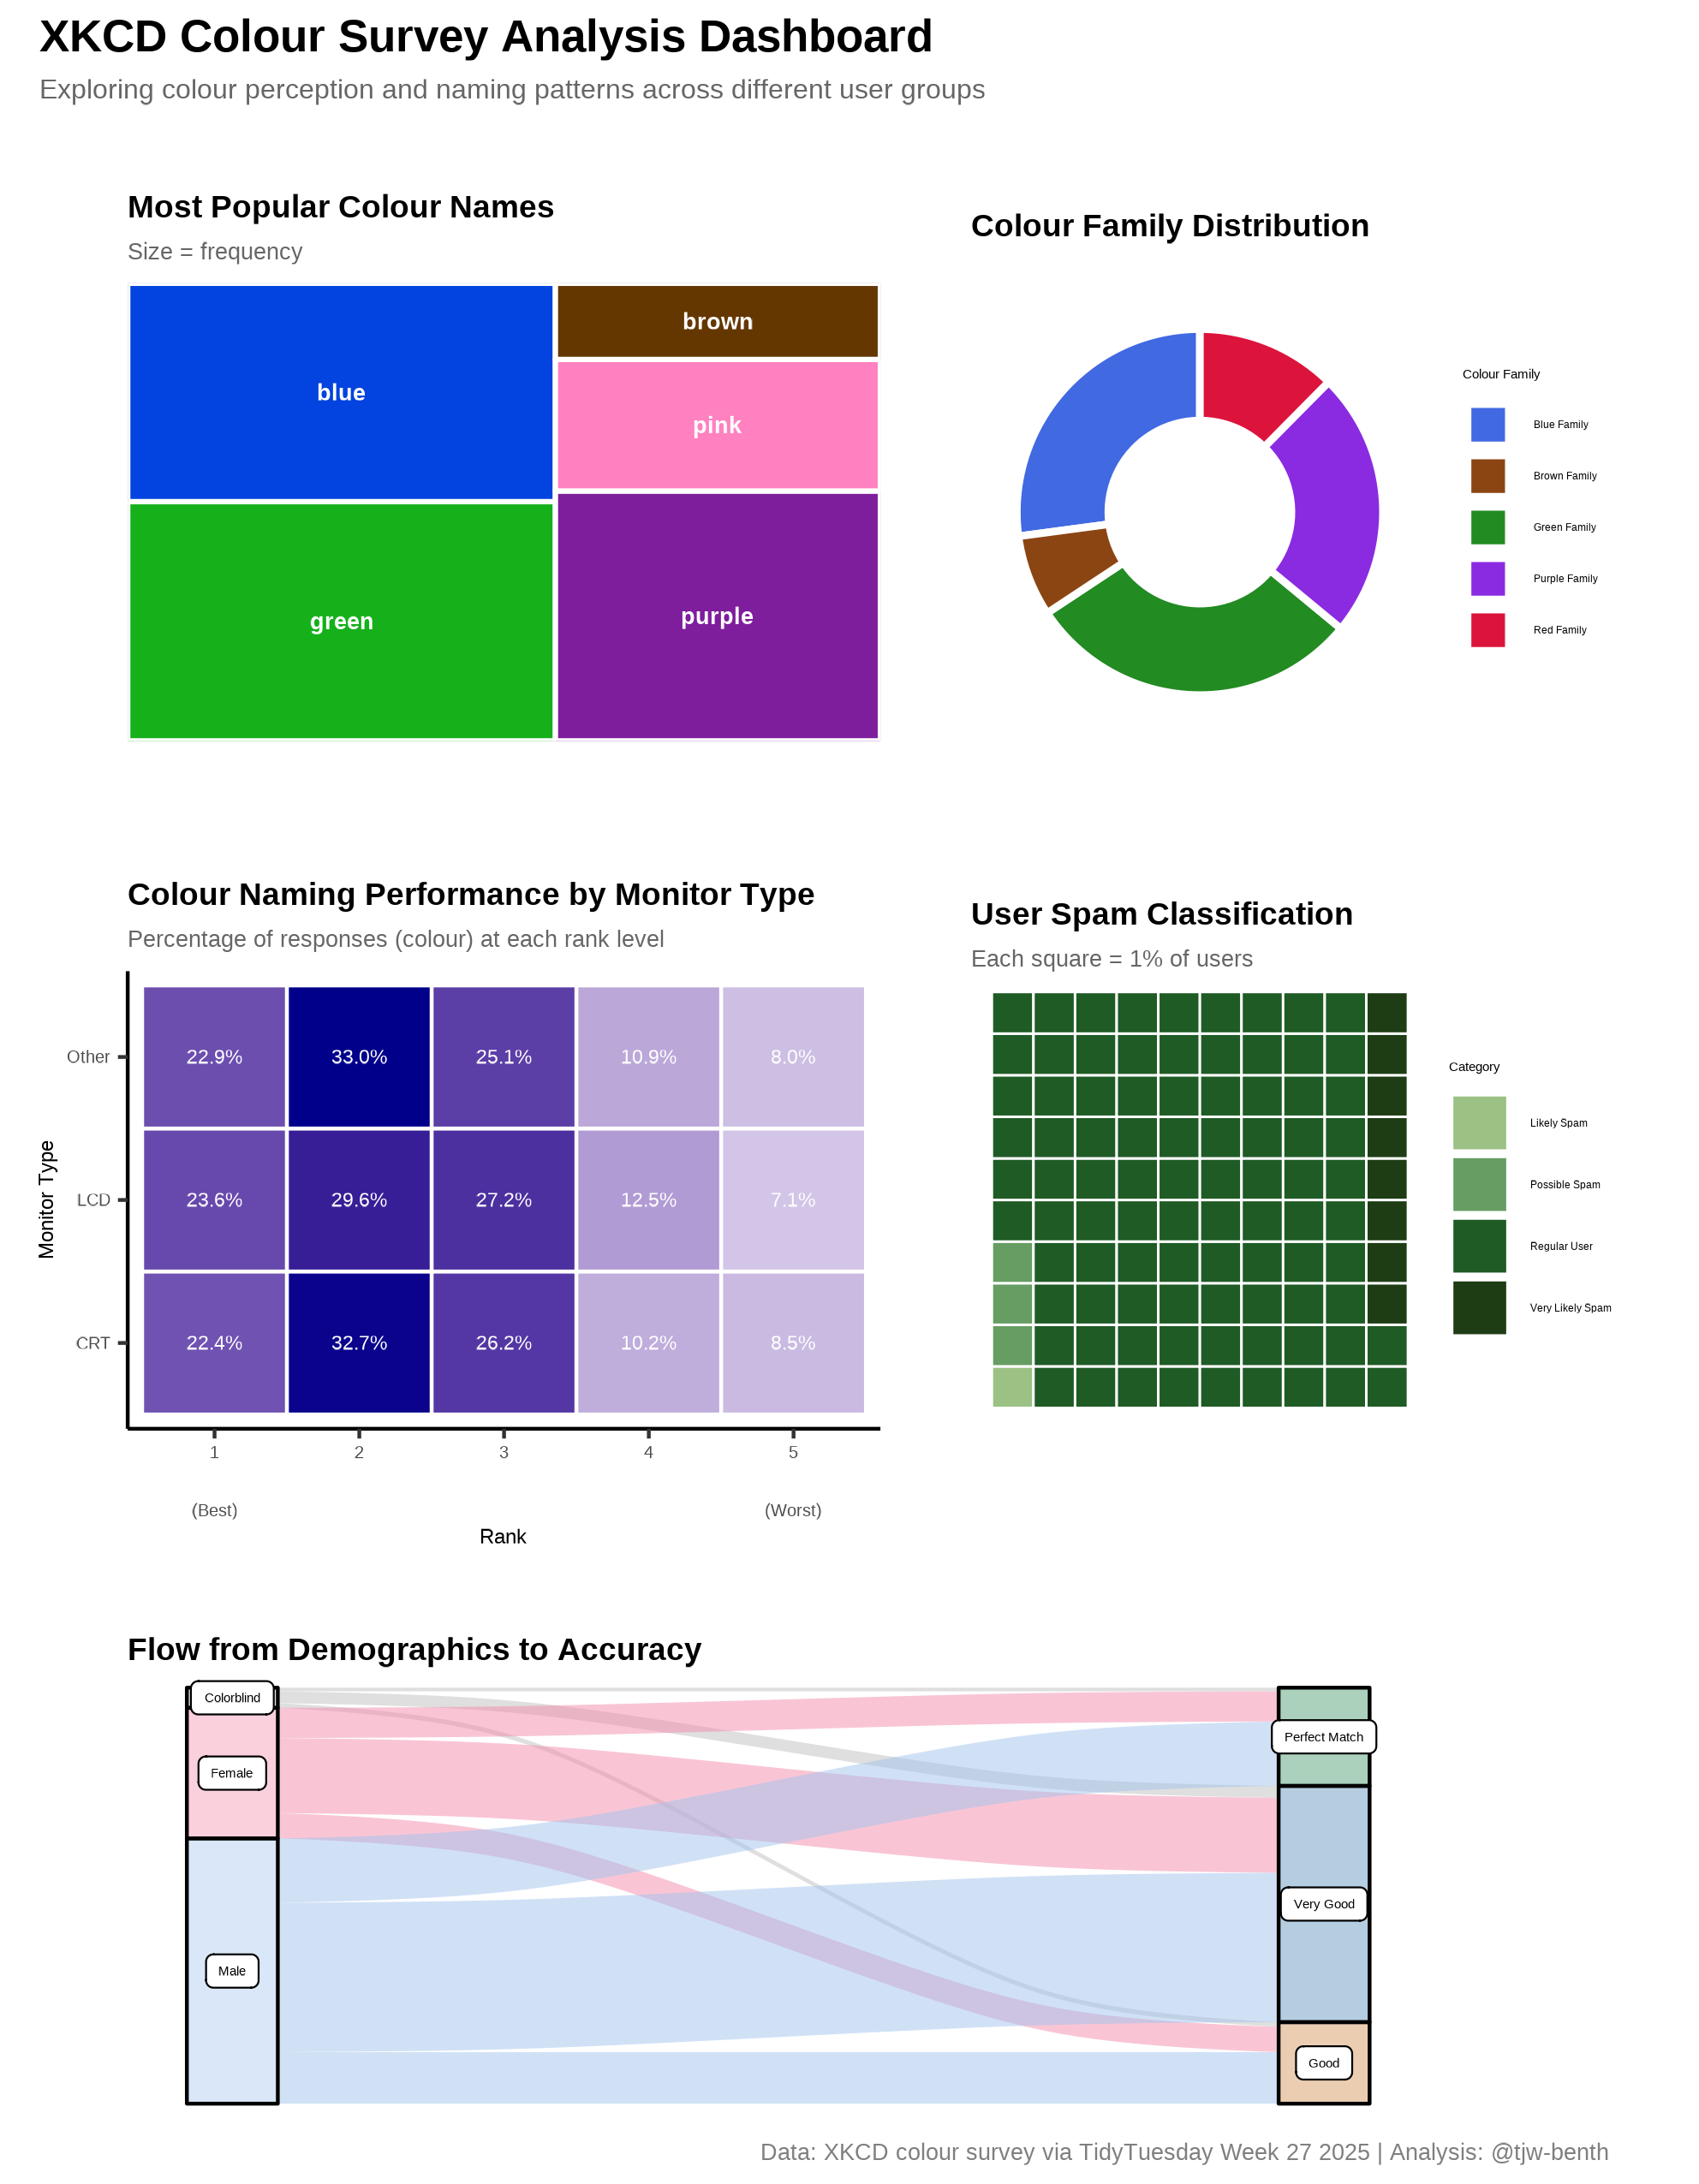 XKCD Colour Survey Analysis Dashboard
Exploring colour perception and naming patterns across different user groups
Most Popular Colour Names
Size = frequency
blue
brown
pink
green
purple
Colour Family Distribution
Colour Family
Blue Family
Brown Family
Green Family
Purple Family
Red Family
Colour Naming Performance by Monitor Type
Percentage of responses (colour) at each rank level
Monitor Type
Other
22.9% 33.0% 25.1% 10.9% 8.0%
LCD
23.6% 29.6% 27.2% 12.5% 7.1%
CRT
22.4% 32.7% 26.2% 10.2% 8.5%
1 2 3 4 5
(Best) (Worst)
Rank
User Spam Classification
Each square = 1% of users
Category
Likely Spam
Possible Spam
Regular User
Very Likely Spam
Flow from Demographics to Accuracy
Colorblind
Female
Male
Perfect Match
Very Good
Good
Data: XKCD colour survey via TidyTuesday Week 27 2025 | Analysis: @tjw-benth